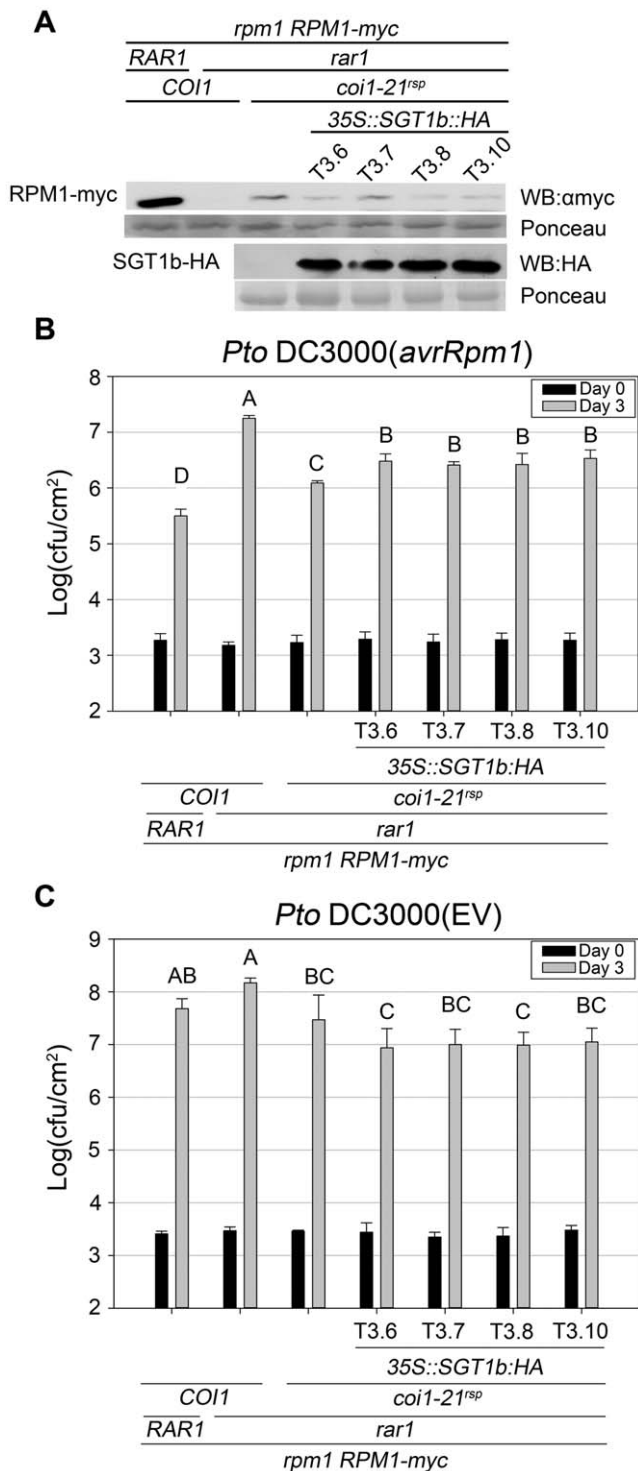 A
rpm1 RPM1-myc
RAR1 rar1
COI1 coi1-21rsp
35S::SGT1b::HA
T3.6 T3.7 T3.8 T3.10
RPM1-myc WB:αmyc
Ponceau
SGT1b-HA WB:HA
Ponceau
B
Pto DC3000(avrRpm1)
8
7
6
5
4
3
2
Log(cfu/cm²)
Day 0
Day 3
D A C B B B B
T3.6 T3.7 T3.8 T3.10
35S::SGT1b:HA
COI1 coi1-21rsp
RAR1 rar1
rpm1 RPM1-myc
C
Pto DC3000(EV)
9
8
7
6
5
4
3
2
Log(cfu/cm²)
Day 0
Day 3
AB A BC C BC C BC
T3.6 T3.7 T3.8 T3.10
35S::SGT1b:HA
COI1 coi1-21rsp
RAR1 rar1
rpm1 RPM1-myc